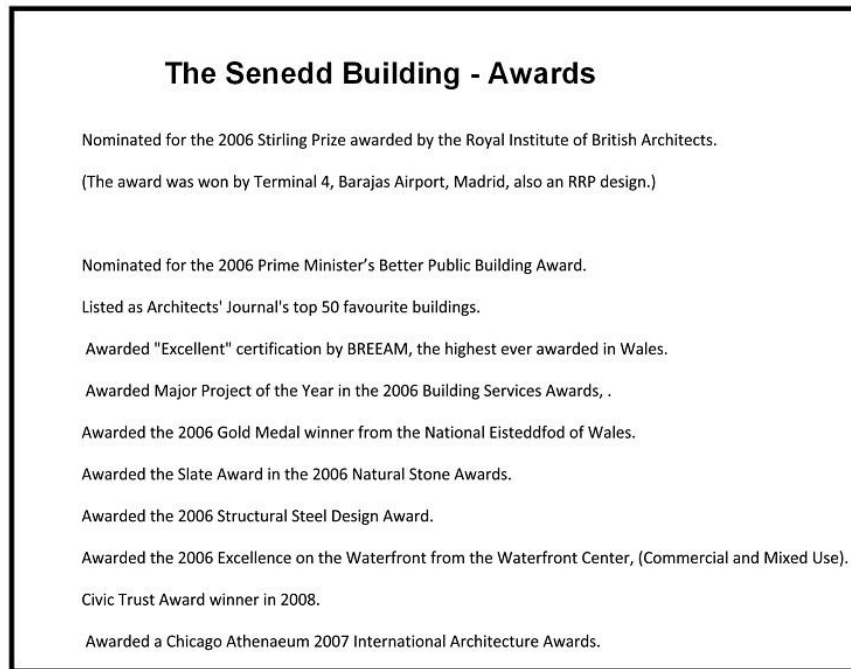 The Senedd Building - Awards
Nominated for the 2006 Stirling Prize awarded by the Royal Institute of British Architects.
(The award was won by Terminal 4, Barajas Airport, Madrid, also an RRP design.)
Nominated for the 2006 Prime Minister’s Better Public Building Award.
Listed as Architects' Journal's top 50 favourite buildings.
Awarded "Excellent" certification by BREEAM, the highest ever awarded in Wales.
Awarded Major Project of the Year in the 2006 Building Services Awards, .
Awarded the 2006 Gold Medal winner from the National Eisteddfod of Wales.
Awarded the Slate Award in the 2006 Natural Stone Awards.
Awarded the 2006 Structural Steel Design Award.
Awarded the 2006 Excellence on the Waterfront from the Waterfront Center, (Commercial and Mixed Use).
Civic Trust Award winner in 2008.
Awarded a Chicago Athenaeum 2007 International Architecture Awards.